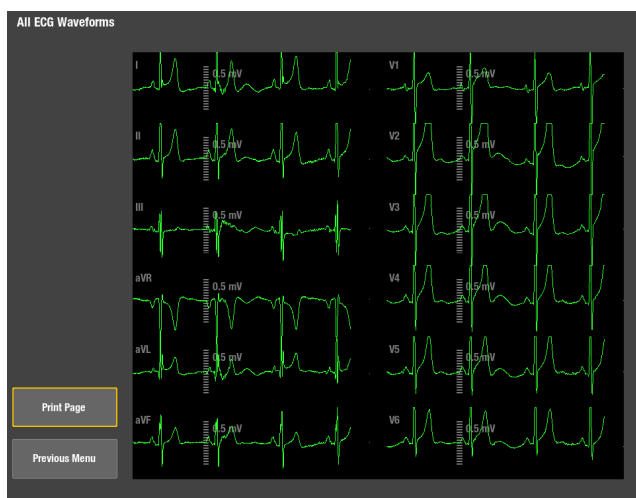 All ECG Waveforms
I
0.5 mV
V1
0.5 mV
II
0.5 mV
V2
0.5 mV
III
0.5 mV
V3
0.5 mV
aVR
0.5 mV
V4
0.5 mV
aVL
0.5 mV
V5
0.5 mV
aVF
0.5 mV
V6
0.5 mV
Print Page
Previous Menu